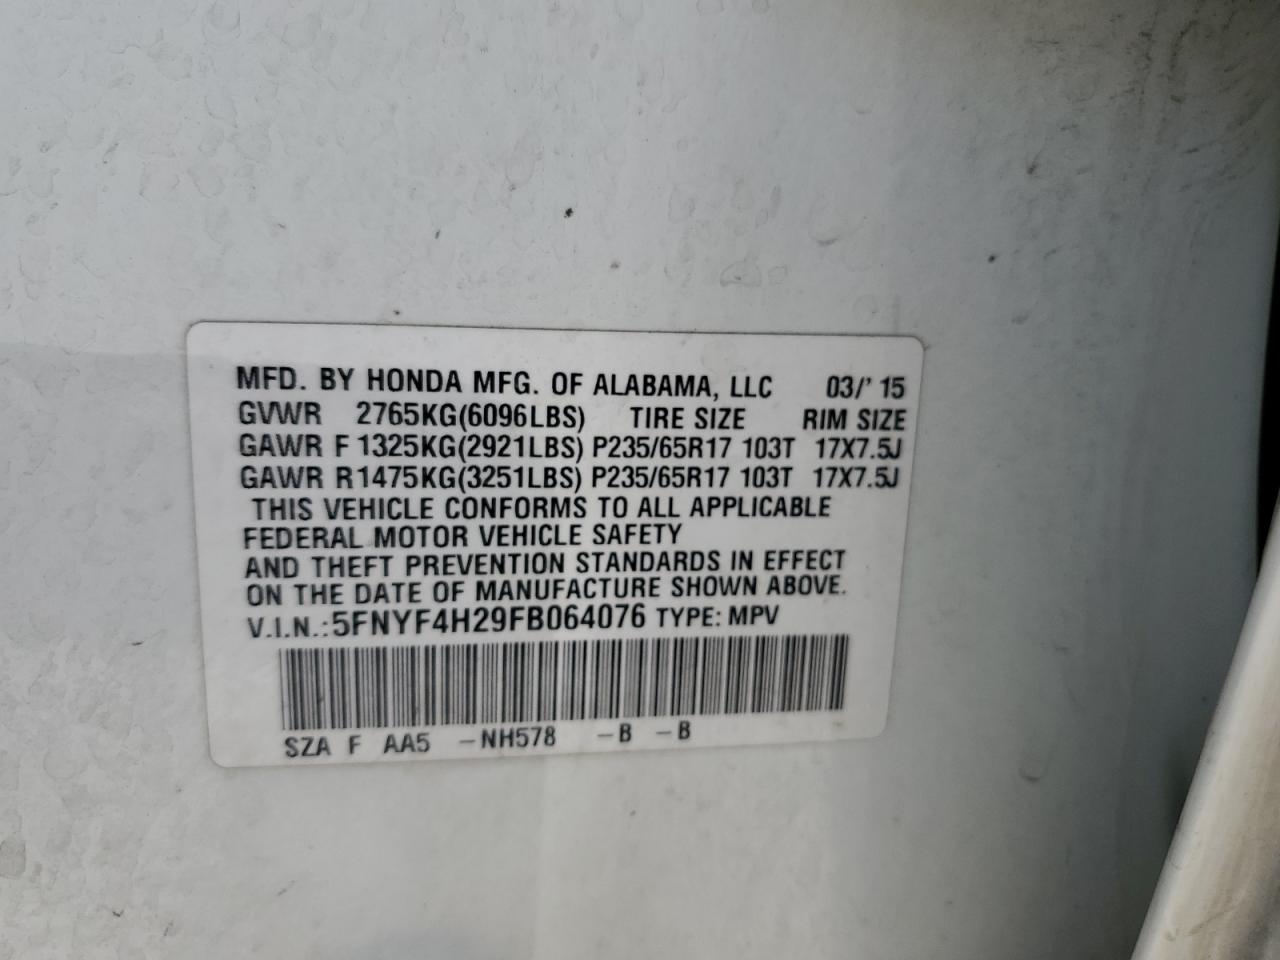 MFD. BY HONDA MFG. OF ALABAMA, LLC 03/' 15
GVWR 2765KG(6096LBS) TIRE SIZE RIM SIZE
GAWR F 1325KG(2921LBS) P235/65R17 103T 17X7.5J
GAWR R1475KG(3251LBS) P235/65R17 103T 17X7.5J
THIS VEHICLE CONFORMS TO ALL APPLICABLE
FEDERAL MOTOR VEHICLE SAFETY
AND THEFT PREVENTION STANDARDS IN EFFECT
ON THE DATE OF MANUFACTURE SHOWN ABOVE.
V.I.N.:5FNYF4H29FB064076 TYPE: MPV
SZA F AA5 -NH578 -B -B